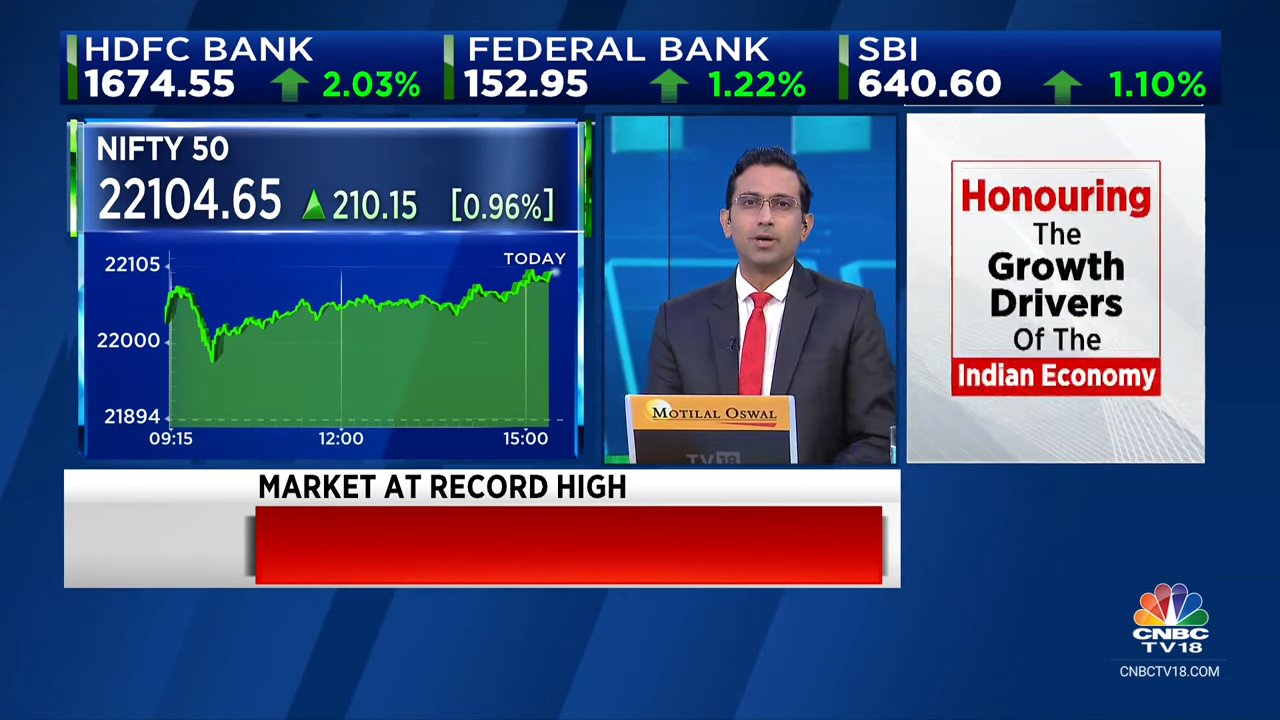 HDFC BANK
1674.55 2.03%
FEDERAL BANK
152.95 1.22%
SBI
640.60 1.10%
NIFTY 50
22104.65 ▲ 210.15 [0.96%]
TODAY
22105
22000
21894
09:15 12:00 15:00
MOTILAL OSWAL
TV18
Honouring
The
Growth
Drivers
Of The
Indian Economy
MARKET AT RECORD HIGH
CNBC
TV18
CNBCTV18.COM